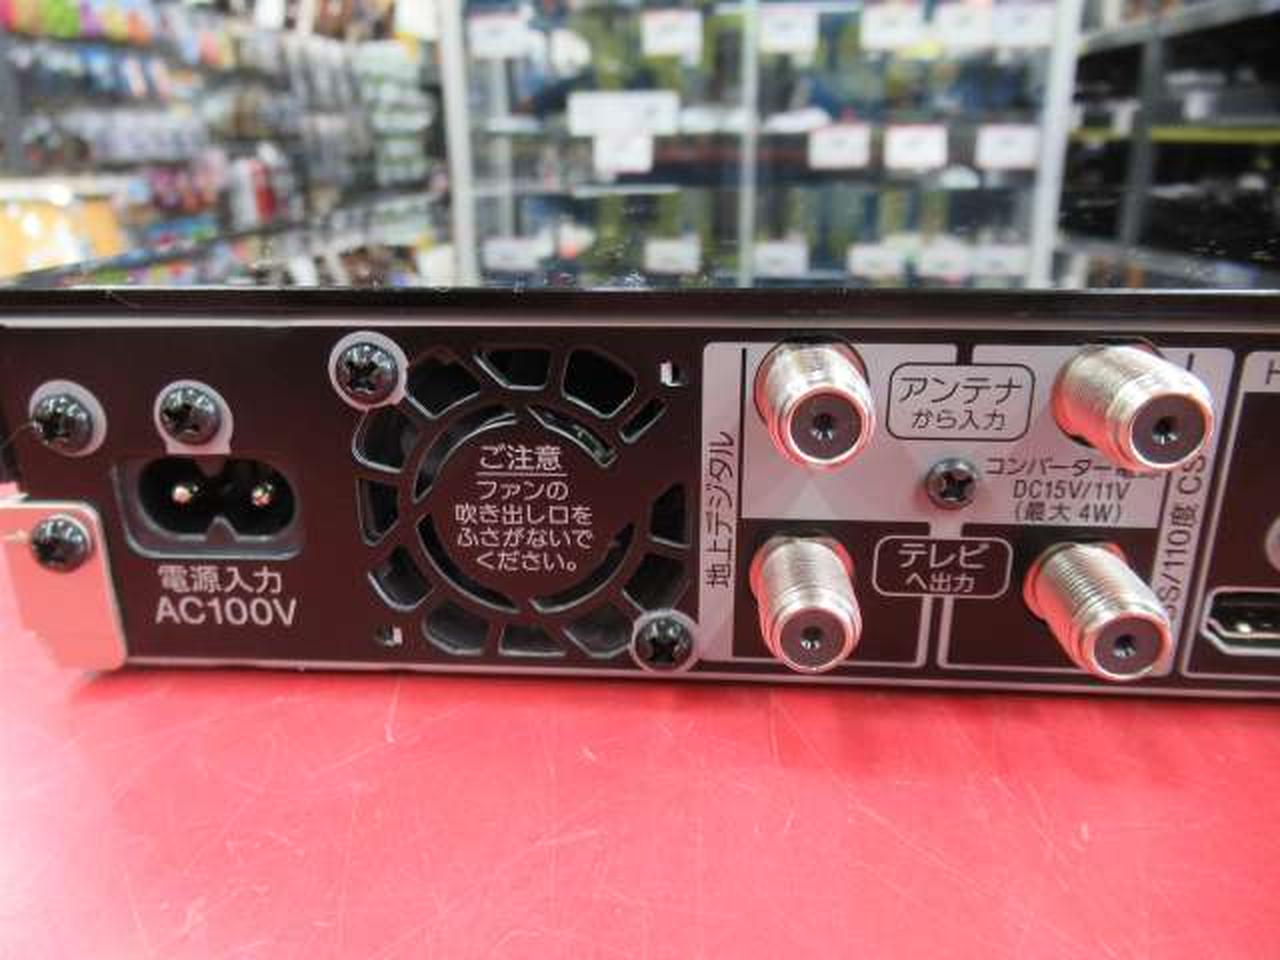 電源入力
AC100V
ご注意
ファンの
吹き出し口を
ふさがないで
ください。
地上デジタル
アンテナ
から入力
コンバーター電
DC15V/11V
(最大 4W)
テレビ
へ出力
S/110度 CS
H